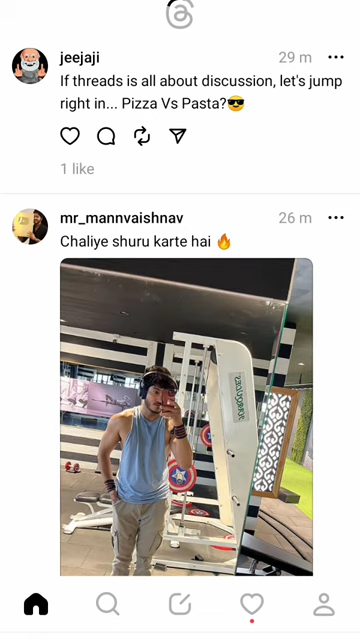 jeejaji
29 m
If threads is all about discussion, let's jump
right in... Pizza Vs Pasta?😎
1 like
mr_mannvaishnav
26 m
Chaliye shuru karte hai 🔥